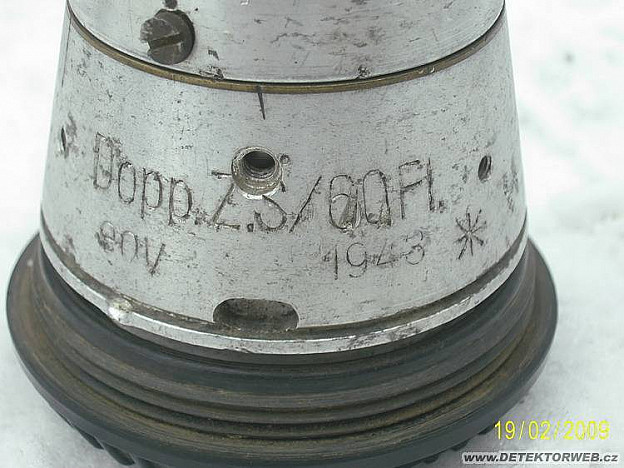 Dopp.Z.S/60Fl.
eov 1943 *
19/02/2009
www.DETEKTORWEB.cz